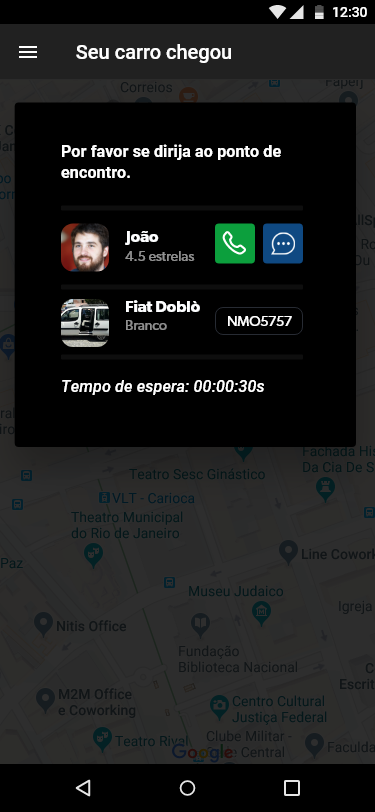 12:30
Seu carro chegou
Correios
Por favor se dirija ao ponto de
encontro.
João
4.5 estrelas
Fiat Doblò
Branco
NMO5757
Tempo de espera: 00:00:30s
Fachada His
Da Cia De S
Teatro Sesc Ginástico
VLT - Carioca
Theatro Municipal
do Rio de Janeiro
Line Cowork
Paz
Museu Judaico
Igreja
Nitis Office
Fundação
Biblioteca Nacional
Escrit
M2M Office
e Coworking
Centro Cultural
Justiça Federal
Teatro Rival
Clube Militar -
Central
Google
Faculda